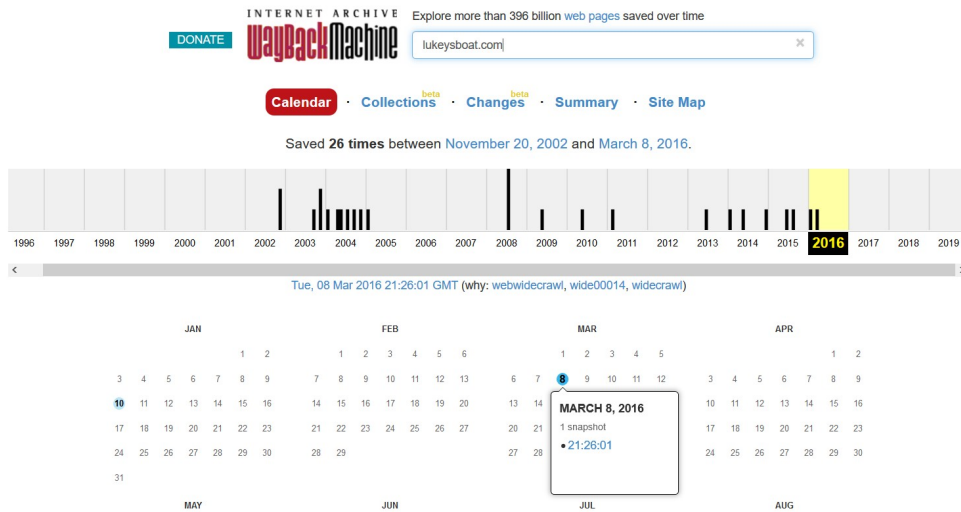 INTERNET ARCHIVE
WayBackMachine
DONATE
Explore more than 396 billion web pages saved over time
lukeysboat.com
×
Calendar · Collections beta · Changes beta · Summary · Site Map
Saved 26 times between November 20, 2002 and March 8, 2016.
1996 1997 1998 1999 2000 2001 2002 2003 2004 2005 2006 2007 2008 2009 2010 2011 2012 2013 2014 2015 2016 2017 2018 2019
Tue, 08 Mar 2016 21:26:01 GMT (why: webwidecrawl, wide00014, widecrawl)
JAN
1 2
3 4 5 6 7 8 9
10 11 12 13 14 15 16
17 18 19 20 21 22 23
24 25 26 27 28 29 30
31
FEB
1 2 3 4 5 6
7 8 9 10 11 12 13
14 15 16 17 18 19 20
21 22 23 24 25 26 27
28 29
MAR
1 2 3 4 5
6 7 8 9 10 11 12
13 14
20 21
27 28
MARCH 8, 2016
1 snapshot
• 21:26:01
APR
1 2
3 4 5 6 7 8 9
10 11 12 13 14 15 16
17 18 19 20 21 22 23
24 25 26 27 28 29 30
MAY
JUN
JUL
AUG